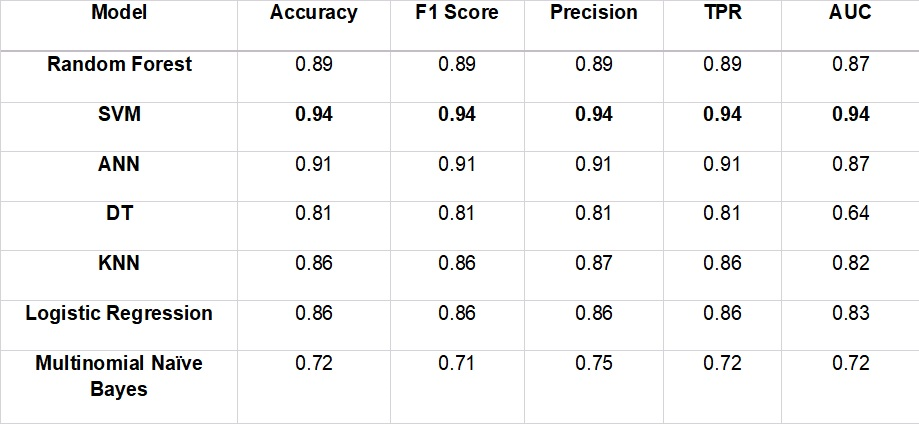 Model Accuracy F1 Score Precision TPR AUC
Random Forest 0.89 0.89 0.89 0.89 0.87
SVM 0.94 0.94 0.94 0.94 0.94
ANN 0.91 0.91 0.91 0.91 0.87
DT 0.81 0.81 0.81 0.81 0.64
KNN 0.86 0.86 0.87 0.86 0.82
Logistic Regression 0.86 0.86 0.86 0.86 0.83
Multinomial Naïve 0.72 0.71 0.75 0.72 0.72
Bayes